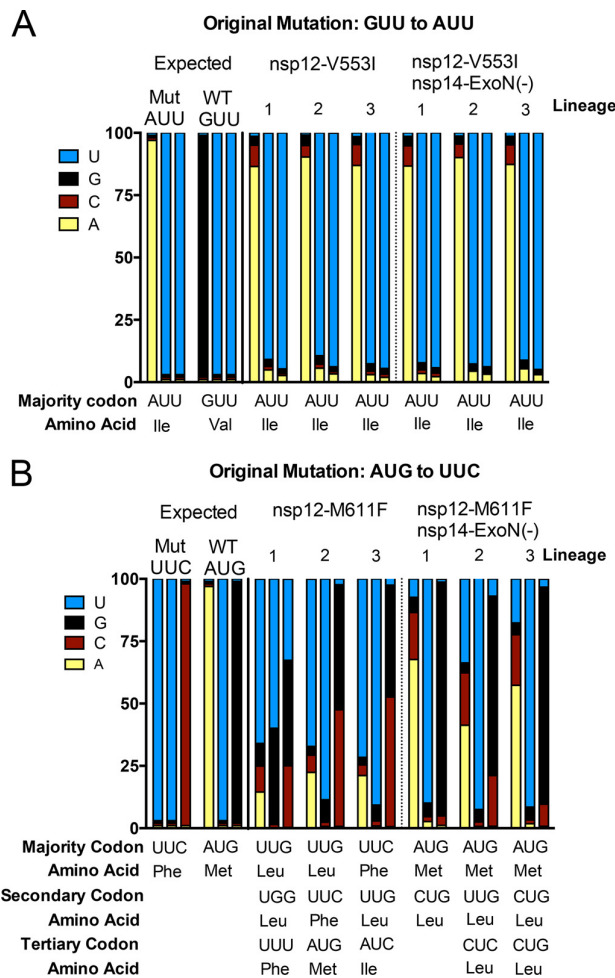 A
Original Mutation: GUU to AUU
Expected nsp12-V553I nsp12-V553I
nsp14-ExoN(-)
Mut WT
AUU GUU 1 2 3 1 2 3 Lineage
100
U
G
75
C
A
50
25
0
Majority codon AUU GUU AUU AUU AUU AUU AUU AUU
Amino Acid Ile Val Ile Ile Ile Ile Ile Ile
B
Original Mutation: AUG to UUC
Expected nsp12-M611F nsp12-M611F
nsp14-ExoN(-)
Mut WT
UUC AUG 1 2 3 1 2 3 Lineage
100
U
G
75
C
A
50
25
0
Majority Codon UUC AUG UUG UUG UUC AUG AUG AUG
Amino Acid Phe Met Leu Leu Phe Met Met Met
Secondary Codon UGG UUC UUG CUG UUG CUG
Amino Acid Leu Phe Leu Leu Leu Leu
Tertiary Codon UUU AUG AUC CUC CUG
Amino Acid Phe Met Ile Leu Leu